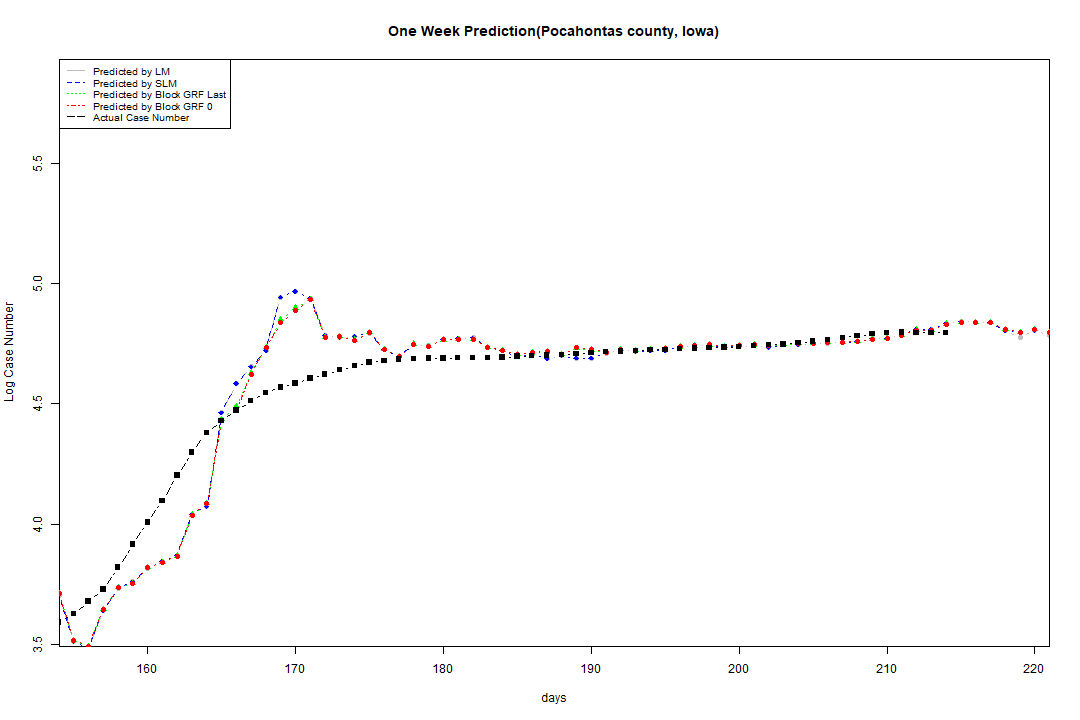 One Week Prediction(Pocahontas county, Iowa)
Predicted by LM
Predicted by SLM
Predicted by Block GRF Last
Predicted by Block GRF 0
Actual Case Number
Log Case Number
5.5
5.0
4.5
4.0
3.5
160 170 180 190 200 210 220
days